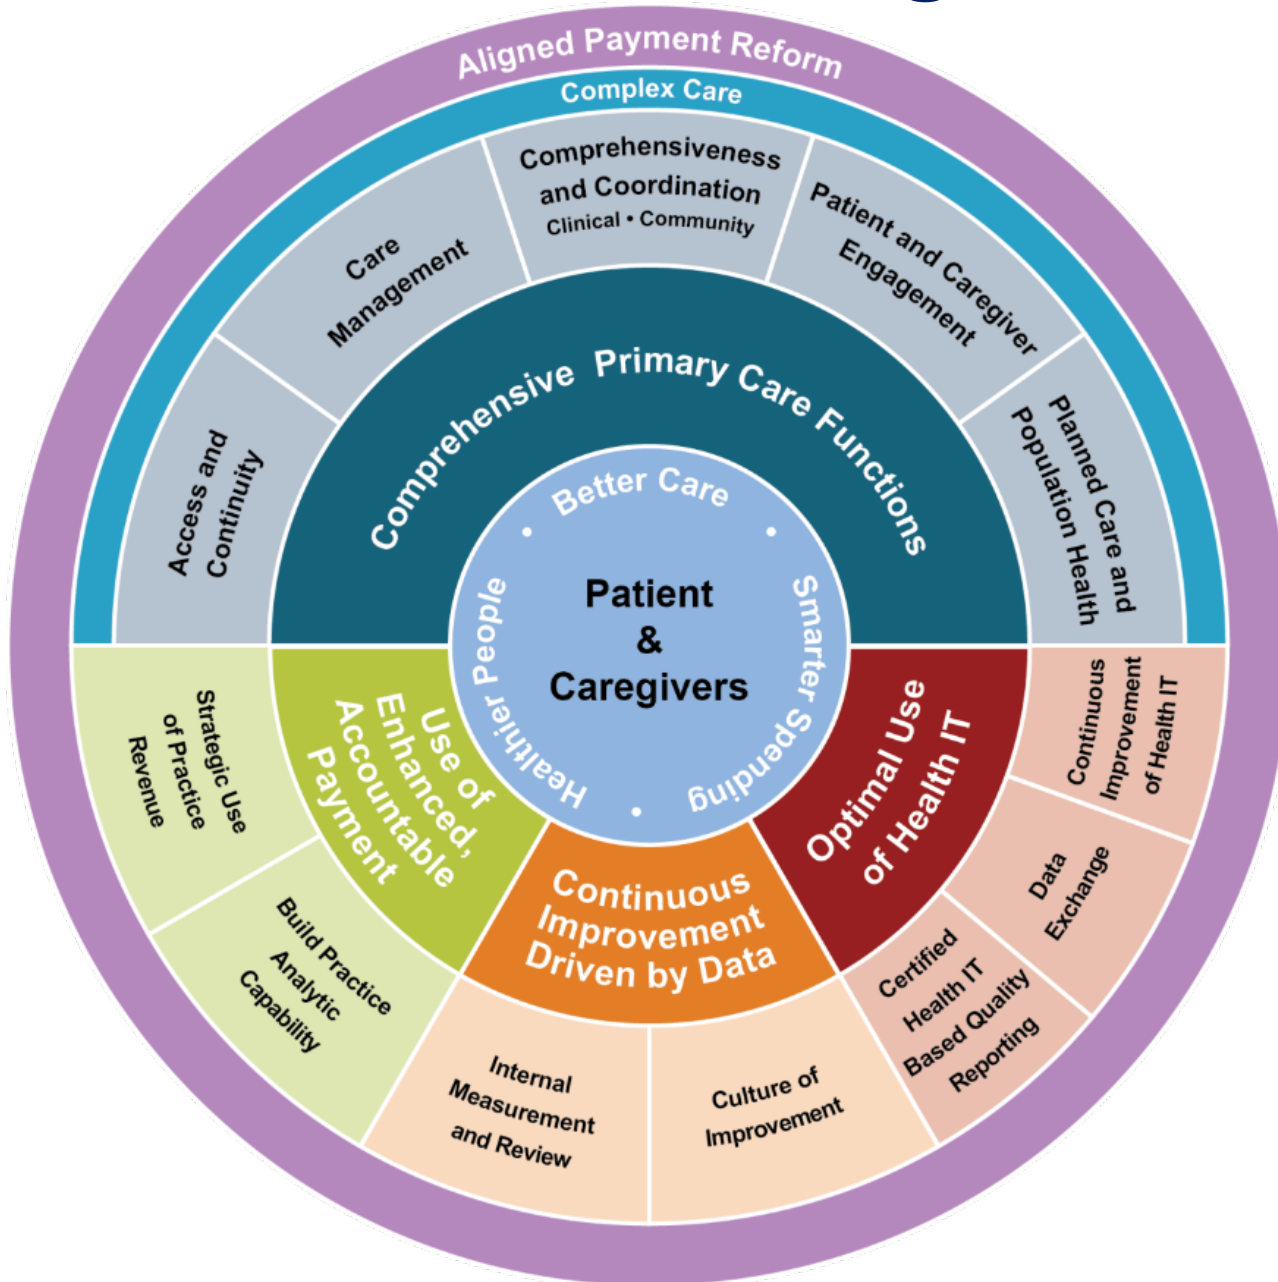 Aligned Payment Reform
Complex Care
Comprehensiveness
and Coordination
Clinical • Community
Care
Management
Patient and Caregiver
Engagement
Access and
Continuity
Planned Care and
Population Health
Comprehensive Primary Care Functions
Better Care
Smarter Spending
Healthier People
Patient
&
Caregivers
Use of
Enhanced,
Accountable
Payment
Strategic Use
of Practice
Revenue
Build Practice
Analytic
Capability
Continuous
Improvement
Driven by Data
Internal
Measurement
and Review
Culture of
Improvement
Optimal Use
of Health IT
Continuous
Improvement
of Health IT
Data
Exchange
Certified
Health IT
Based Quality
Reporting